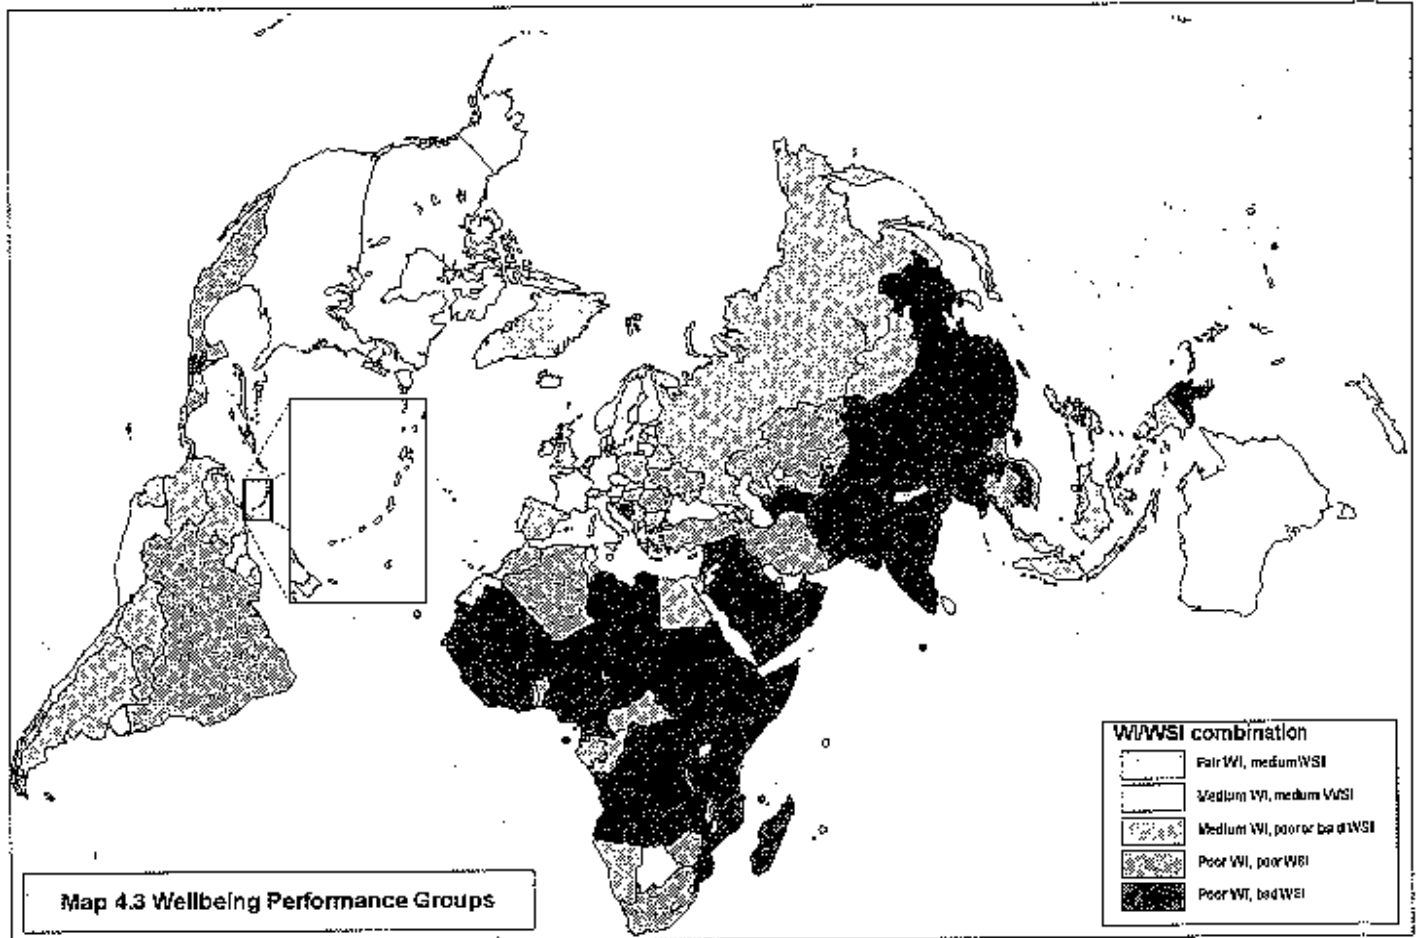 WI/WSI combination
Fair WI, medium WSI
Medium WI, medium WSI
Medium WI, poor or bad WSI
Poor WI, poor WSI
Poor WI, bad WSI
Map 4.3 Wellbeing Performance Groups